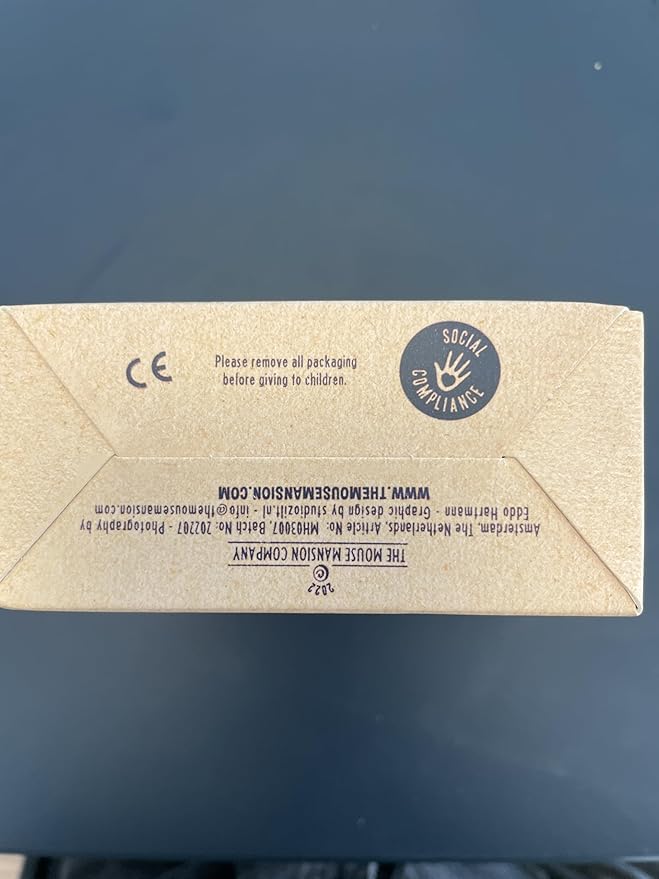 CE
Please remove all packaging
before giving to children.
SOCIAL
COMPLIANCE
2022
©
THE MOUSE MANSION COMPANY
Amsterdam, The Netherlands, Article No: MH03007, Batch No: 202207 - Photography by
Eddo Hartmann - Graphic design by studioziit.nl - info@themousemansion.com
WWW.THEMOUSEMANSION.COM